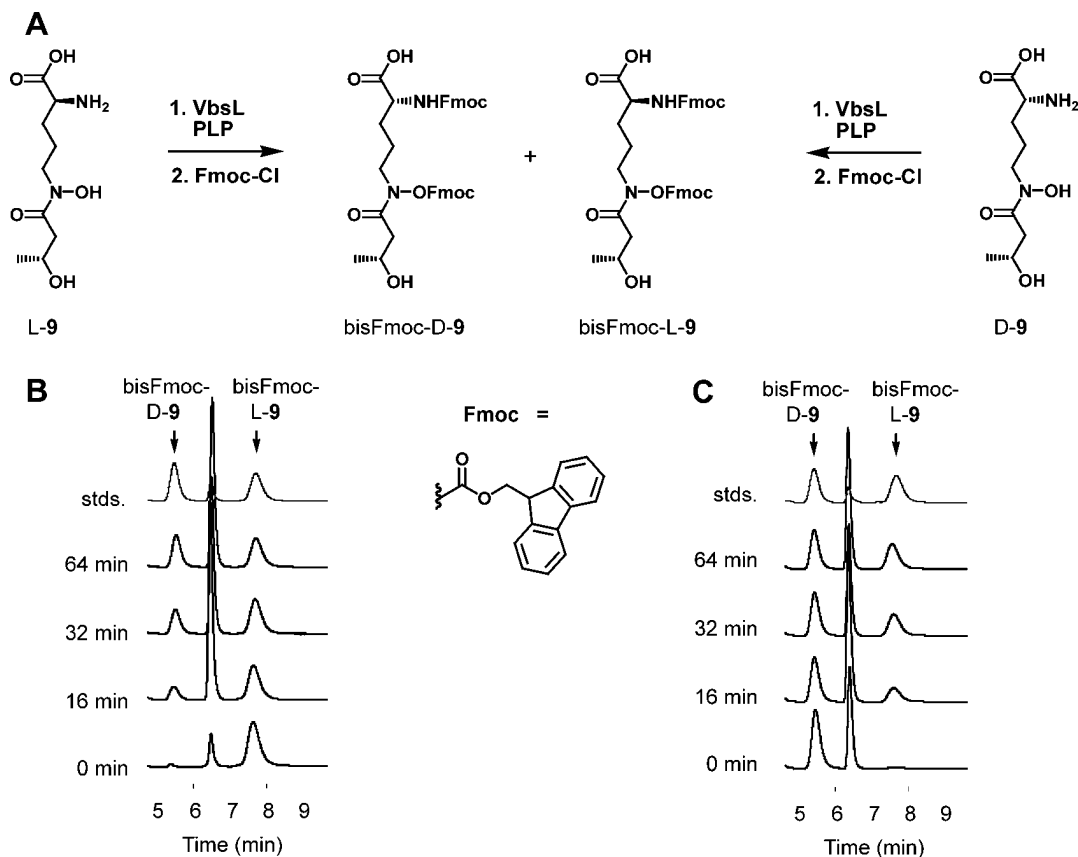 A
OH
O
NH2
N
OH
O
OH
L-9
1. VbsL
PLP
2. Fmoc-Cl
OH
O
NHFmoc
N
OFmoc
O
OH
bisFmoc-D-9
+
OH
O
NHFmoc
N
OFmoc
O
OH
bisFmoc-L-9
1. VbsL
PLP
2. Fmoc-Cl
OH
O
NH2
N
OH
O
OH
D-9
B
bisFmoc-
D-9
bisFmoc-
L-9
stds.
64 min
32 min
16 min
0 min
5 6 7 8 9
Time (min)
Fmoc =
O
O
C
bisFmoc-
D-9
bisFmoc-
L-9
stds.
64 min
32 min
16 min
0 min
5 6 7 8 9
Time (min)